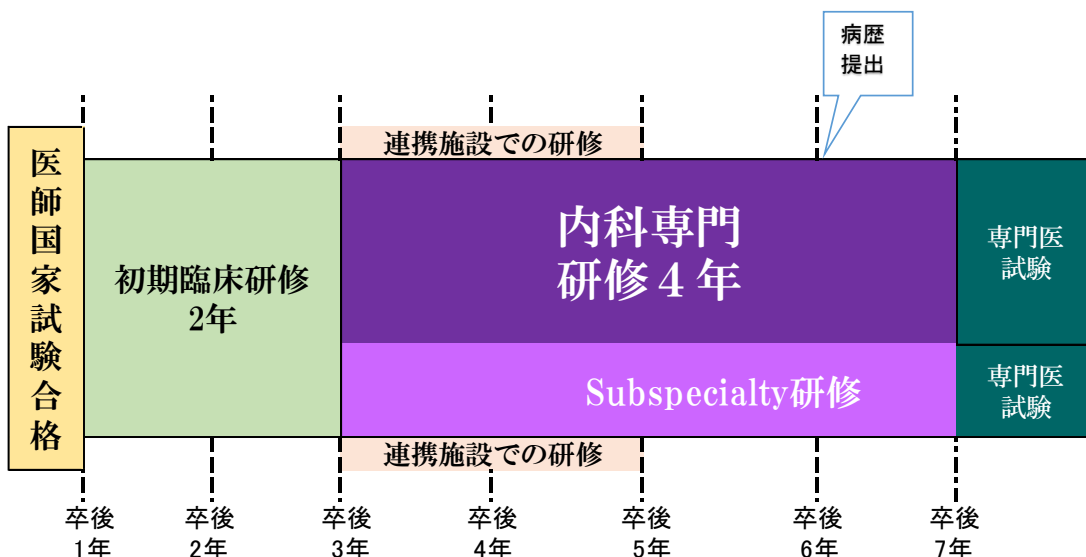 病歴
提出
連携施設での研修
医師国家試験合格
初期臨床研修
2年
内科専門
研修４年
専門医
試験
Subspecialty研修
専門医
試験
連携施設での研修
卒後
1年
卒後
2年
卒後
3年
卒後
4年
卒後
5年
卒後
6年
卒後
7年